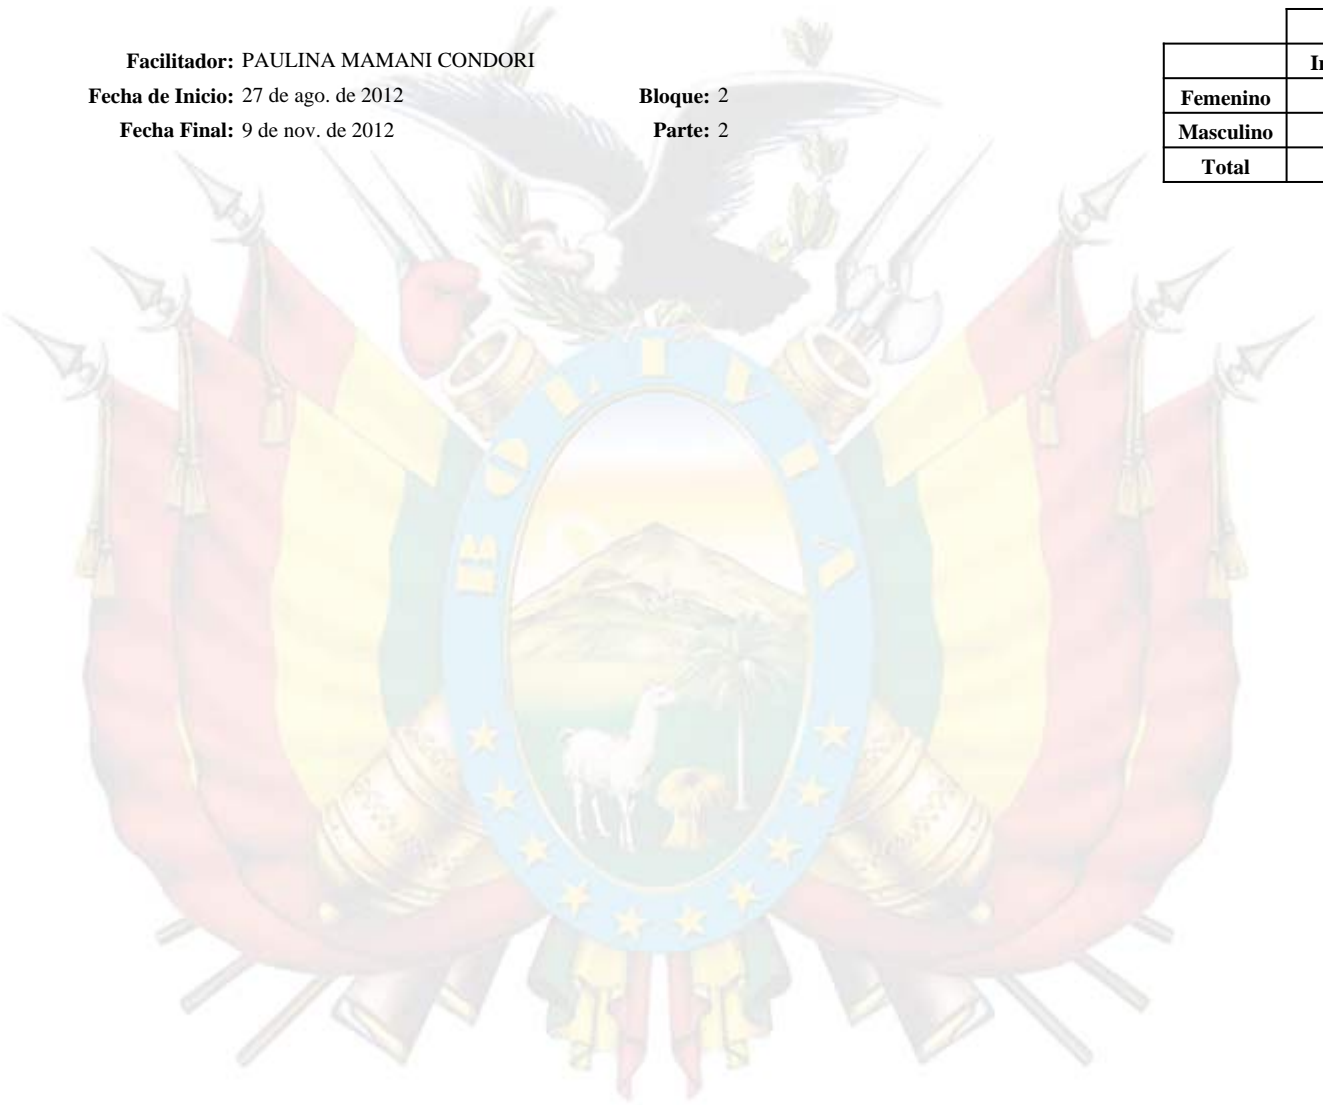 Facilitador: PAULINA MAMANI CONDORI
Fecha de Inicio: 27 de ago. de 2012 Bloque: 2
Fecha Final: 9 de nov. de 2012 Parte: 2
Femenino
Masculino
Total
BOLIVIA